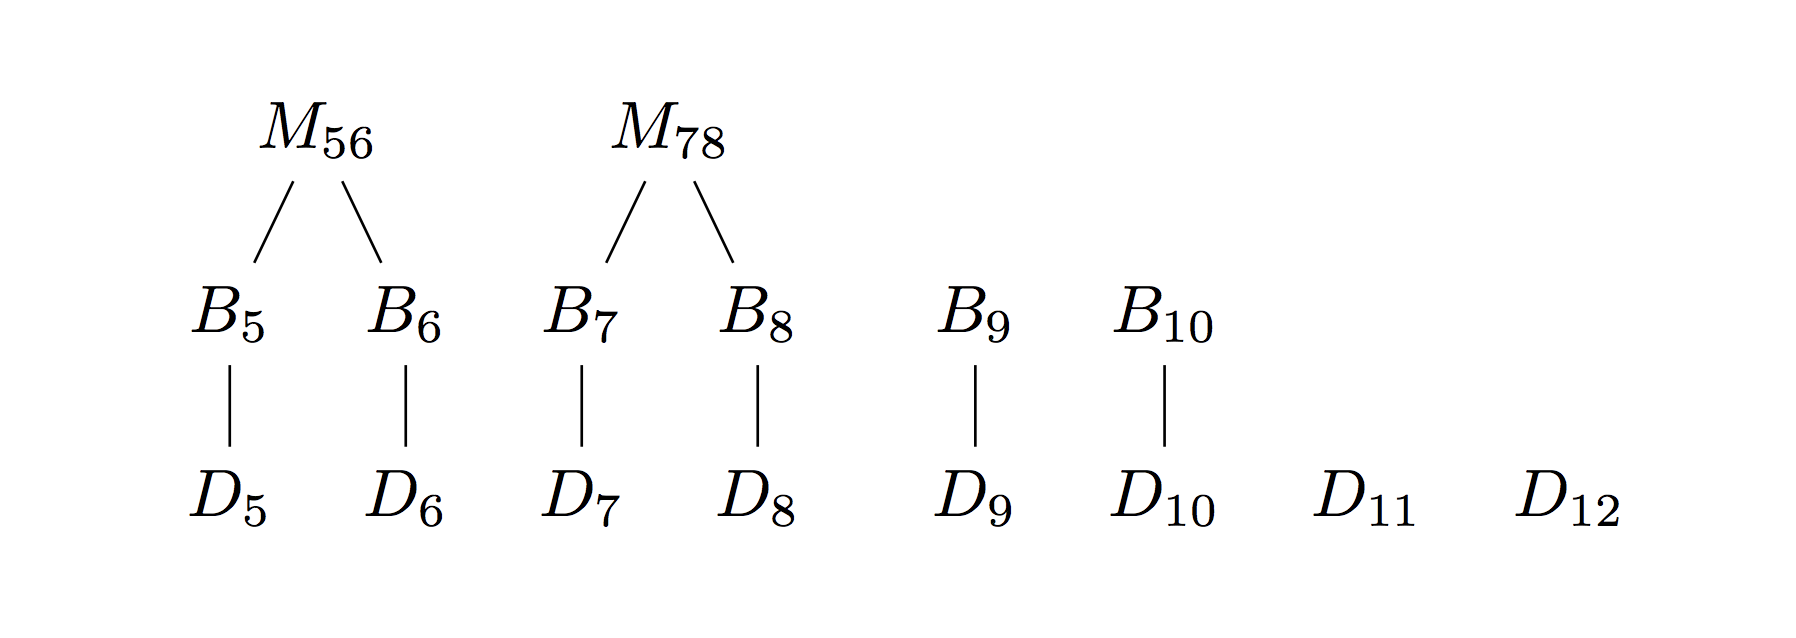 M₅₆ M₇₈
B₅ B₆ B₇ B₈ B₉ B₁₀
D₅ D₆ D₇ D₈ D₉ D₁₀ D₁₁ D₁₂